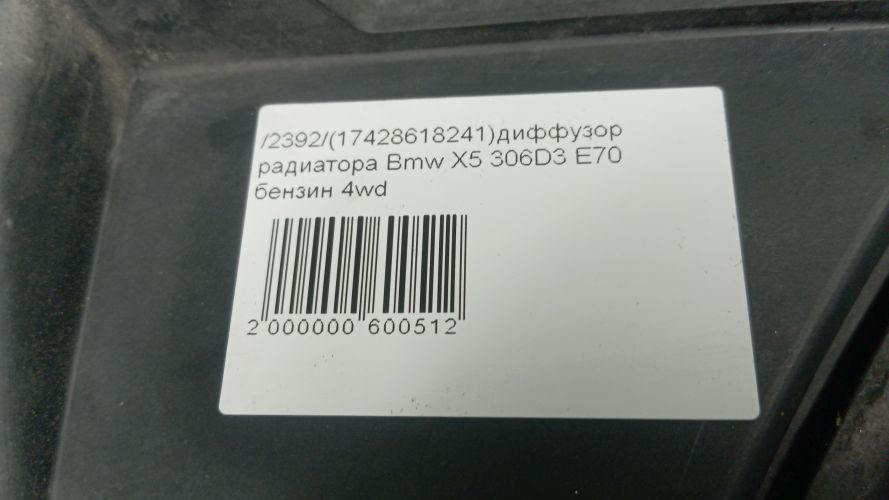 /2392/(17428618241)диффузор
радиатора Bmw X5 306D3 E70
бензин 4wd
2 000000 600512